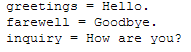 greetings = Hello.
farewell = Goodbye.
inquiry = How are you?